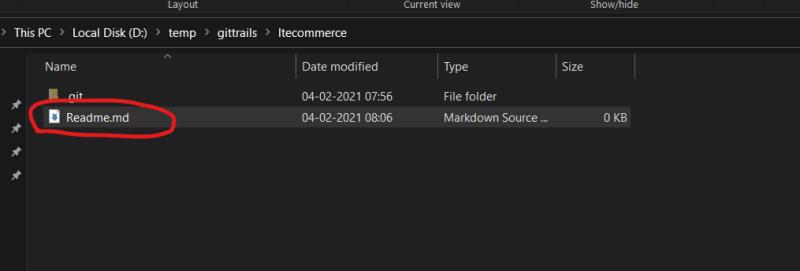 Layout Current view Show/hide
This PC > Local Disk (D:) > temp > gittrails > ltecommerce
Name Date modified Type Size
.git 04-02-2021 07:56 File folder
Readme.md 04-02-2021 08:06 Markdown Source ... 0 KB